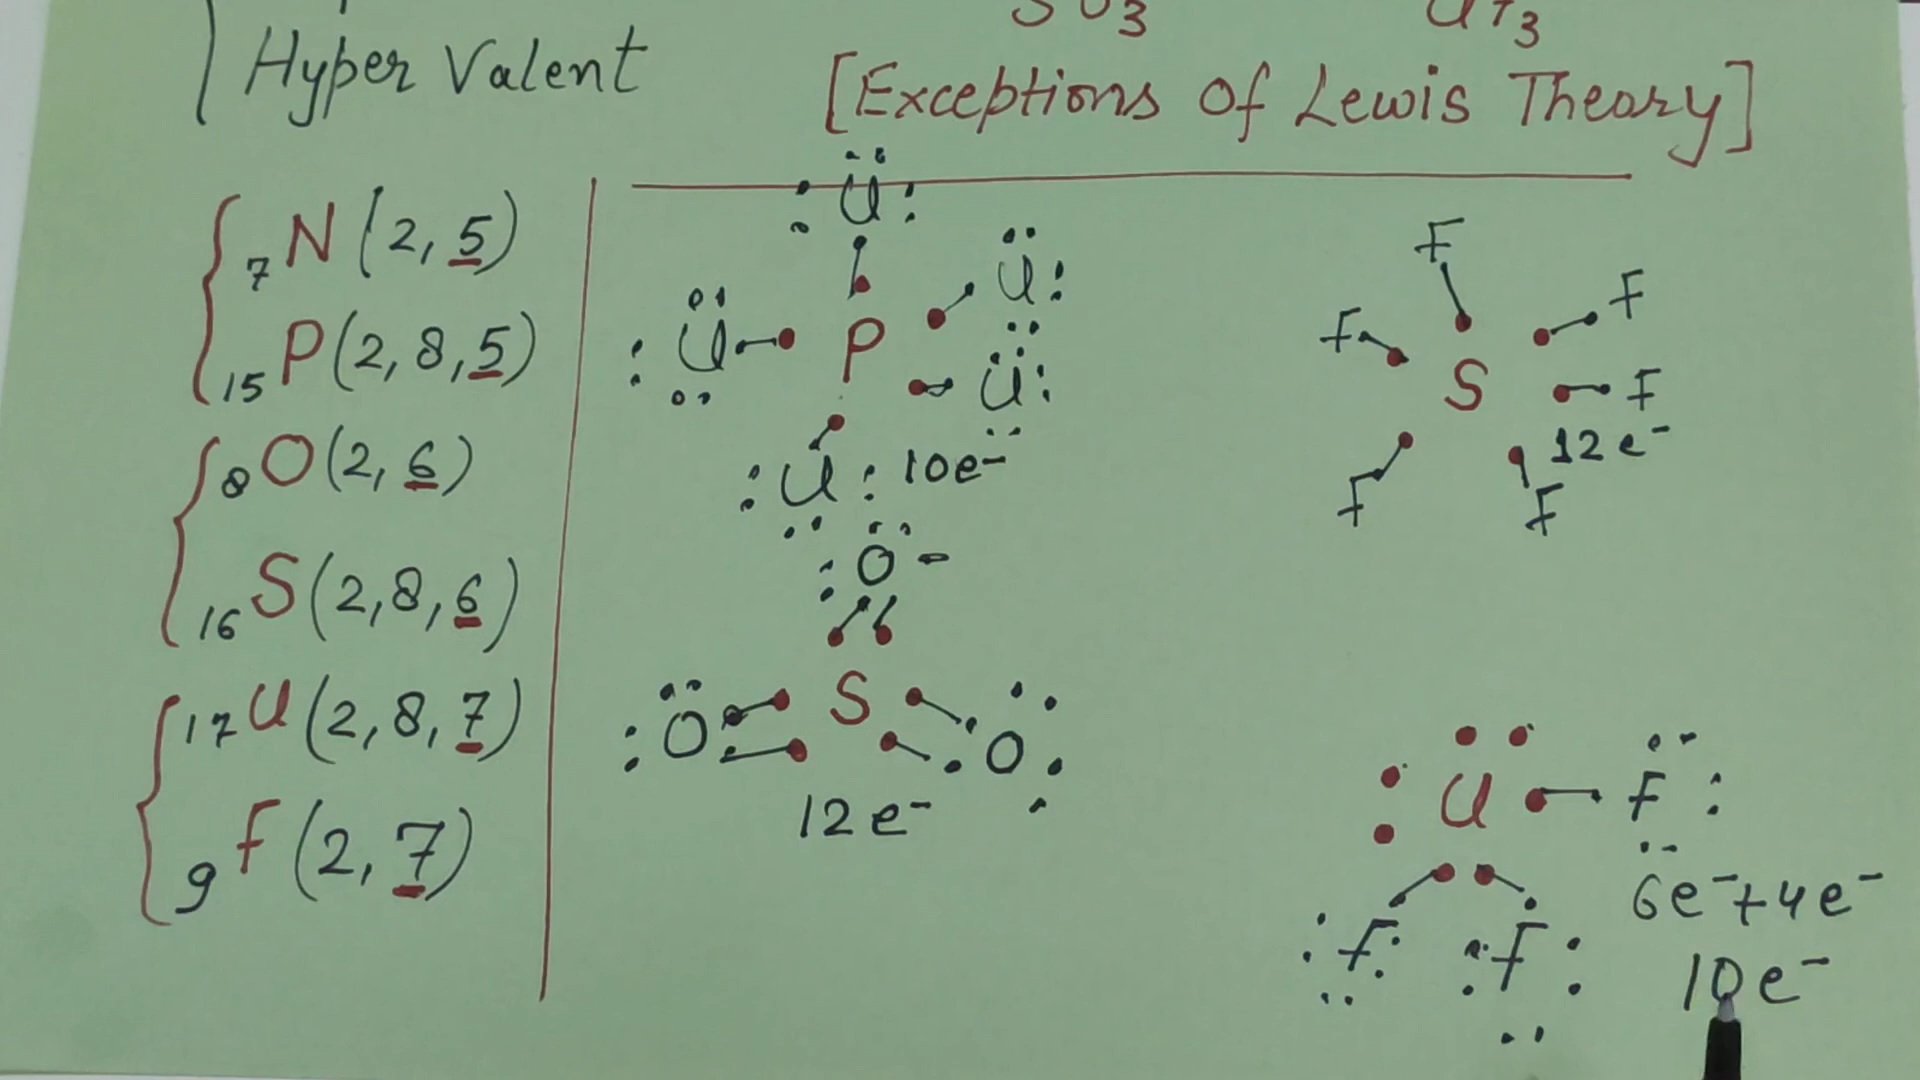 SO3 ClF3
Hyper Valent [Exceptions Of Lewis Theory]
7N(2, 5)
15P(2, 8, 5)
8O(2, 6)
16S(2, 8, 6)
17Cl(2, 8, 7)
9F(2, 7)
Cl
Cl P Cl
Cl
Cl 10e-
O -
O S O
12e-
F
F F
S F
12e-
F F
Cl F
6e-+4e-
F F
10e-